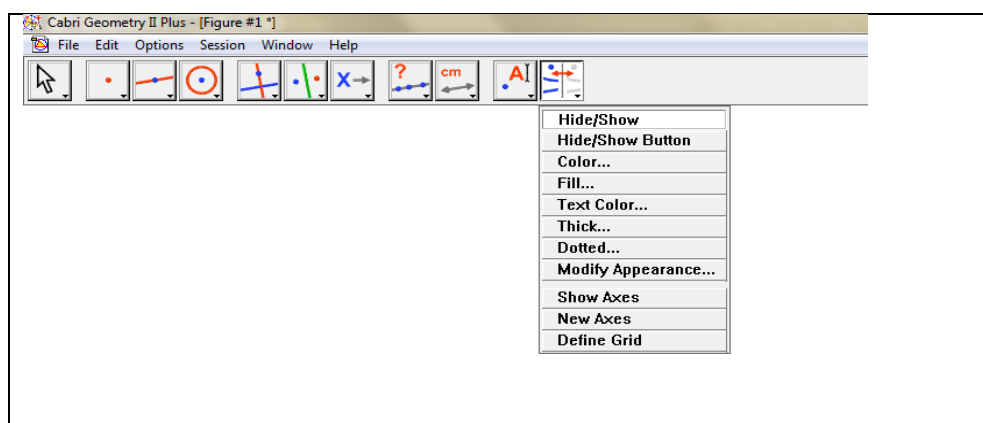 Cabri Geometry II Plus - [Figure #1 *]
File Edit Options Session Window Help
X ? cm A
Hide/Show
Hide/Show Button
Color...
Fill...
Text Color...
Thick...
Dotted...
Modify Appearance...
Show Axes
New Axes
Define Grid